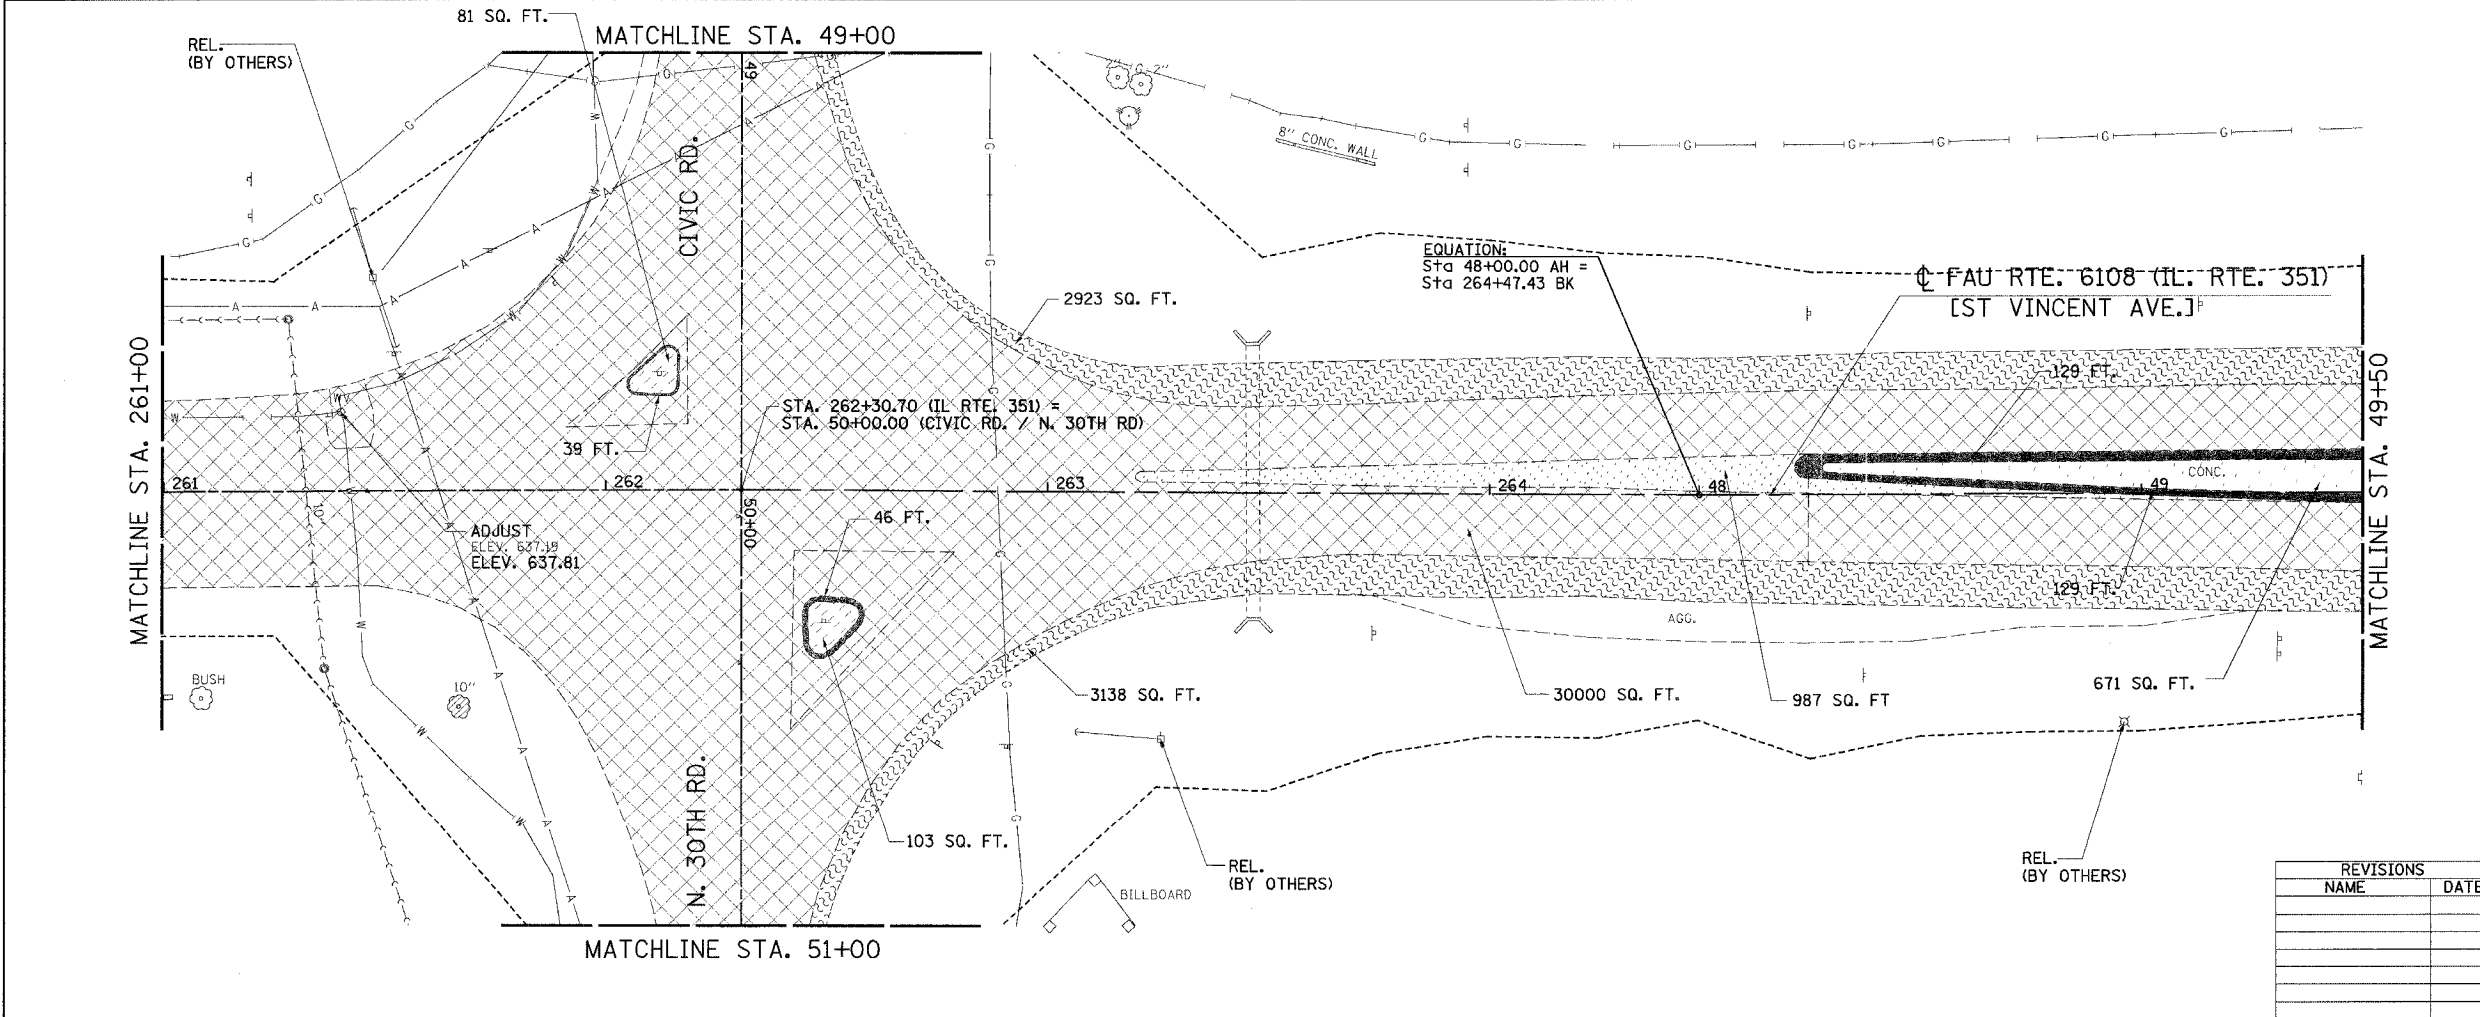 81 SQ. FT.
MATCHLINE STA. 49+00
REL.
(BY OTHERS)
49
CIVIC RD.
8" CONC. WALL
EQUATION:
Sta 48+00.00 AH =
Sta 264+47.43 BK
℄ FAU RTE. 6108 (IL. RTE. 351)
[ST VINCENT AVE.]
2923 SQ. FT.
MATCHLINE STA. 261+00
MATCHLINE STA. 49+50
129 FT.
STA. 262+30.70 (IL RTE. 351) =
STA. 50+00.00 (CIVIC RD. / N. 30TH RD)
39 FT.
CONC.
261
262
263
264
48
49
10"
50+00
46 FT.
ADJUST
ELEV. 637.19
ELEV. 637.81
129 FT.
AGG.
BUSH
10"
3138 SQ. FT.
30000 SQ. FT.
987 SQ. FT
671 SQ. FT.
N. 30TH RD.
103 SQ. FT.
REL.
(BY OTHERS)
BILLBOARD
REL.
(BY OTHERS)
MATCHLINE STA. 51+00
REVISIONS
NAME
DATE